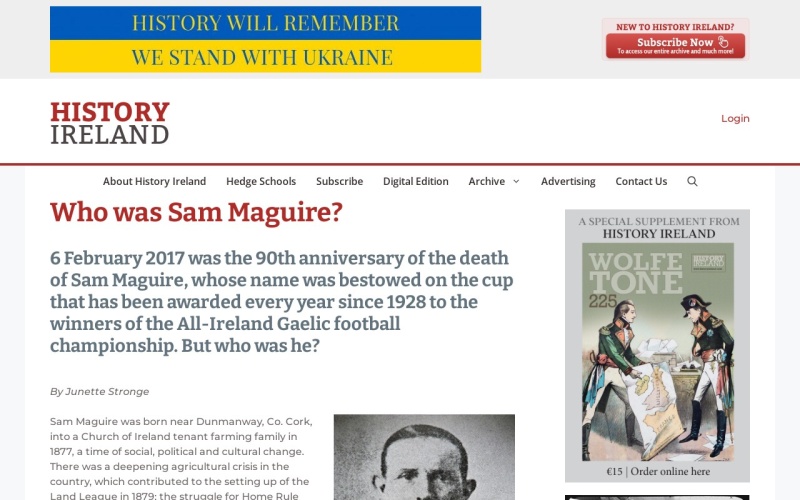 HISTORY WILL REMEMBER
WE STAND WITH UKRAINE
NEW TO HISTORY IRELAND?
Subscribe Now
To access our entire archive and much more!
HISTORY
IRELAND
Login
About History Ireland Hedge Schools Subscribe Digital Edition Archive Advertising Contact Us
Who was Sam Maguire?
6 February 2017 was the 90th anniversary of the death
of Sam Maguire, whose name was bestowed on the cup
that has been awarded every year since 1928 to the
winners of the All-Ireland Gaelic football
championship. But who was he?
By Junette Stronge
Sam Maguire was born near Dunmanway, Co. Cork,
into a Church of Ireland tenant farming family in
1877, a time of social, political and cultural change.
There was a deepening agricultural crisis in the
country, which contributed to the setting up of the
Land League in 1879; the struggle for Home Rule
A SPECIAL SUPPLEMENT FROM
HISTORY IRELAND
WOLFE
TONE
225
HISTORY
IRELAND
€15 | Order online here